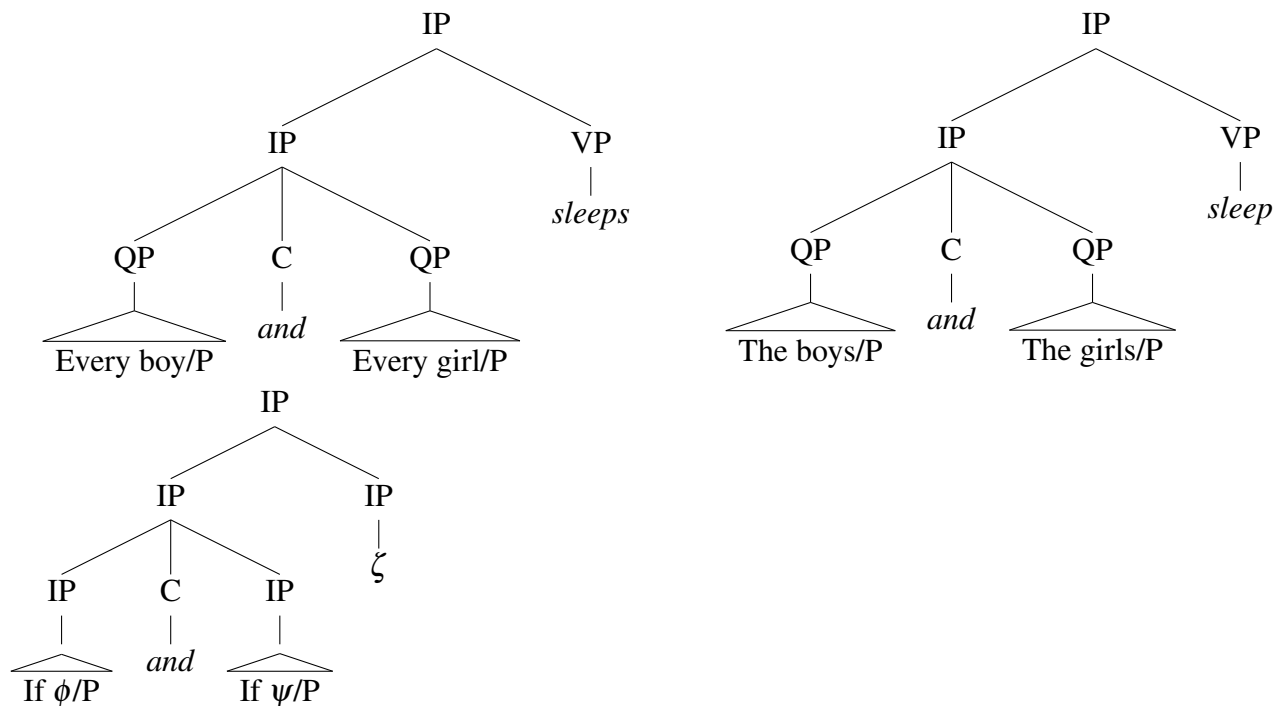 IP IP
IP VP IP VP
sleeps sleep
QP C QP QP C QP
and and
Every boy/P Every girl/P The boys/P The girls/P
IP
IP IP
ζ
IP C IP
and
If ϕ/P If ψ/P